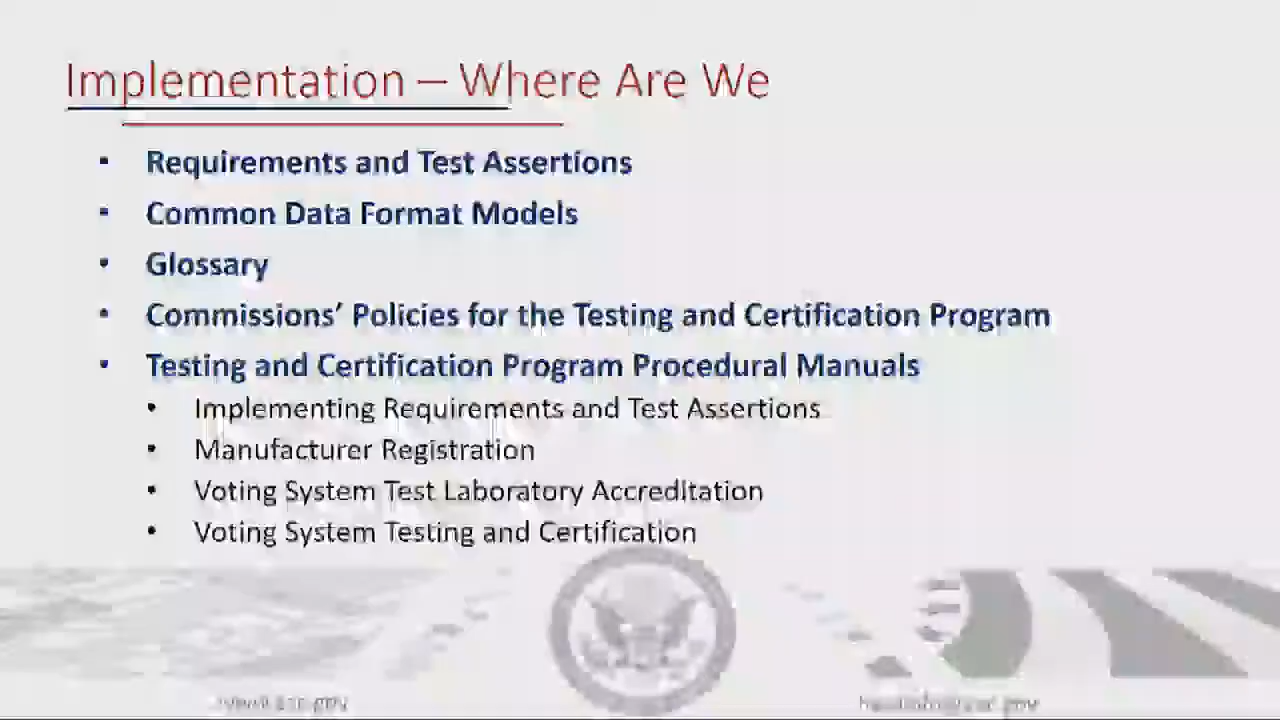 Implementation – Where Are We
• Requirements and Test Assertions
• Common Data Format Models
• Glossary
• Commissions’ Policies for the Testing and Certification Program
• Testing and Certification Program Procedural Manuals
• Implementing Requirements and Test Assertions
• Manufacturer Registration
• Voting System Test Laboratory Accreditation
• Voting System Testing and Certification